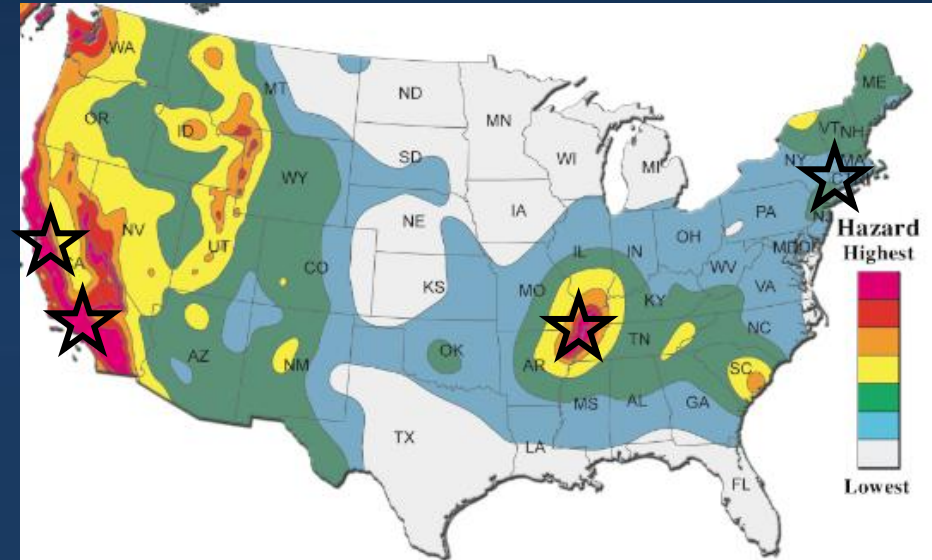 WA
MT
ND
MN
ME
OR
ID
VT
NH
SD
WI
MI
NY
MA
WY
NE
IA
PA
NV
UT
CO
IL
IN
OH
KS
MO
WV
KY
VA
AZ
NM
OK
AR
TN
NC
SC
MS
AL
GA
TX
LA
FL
Hazard
Highest
Lowest